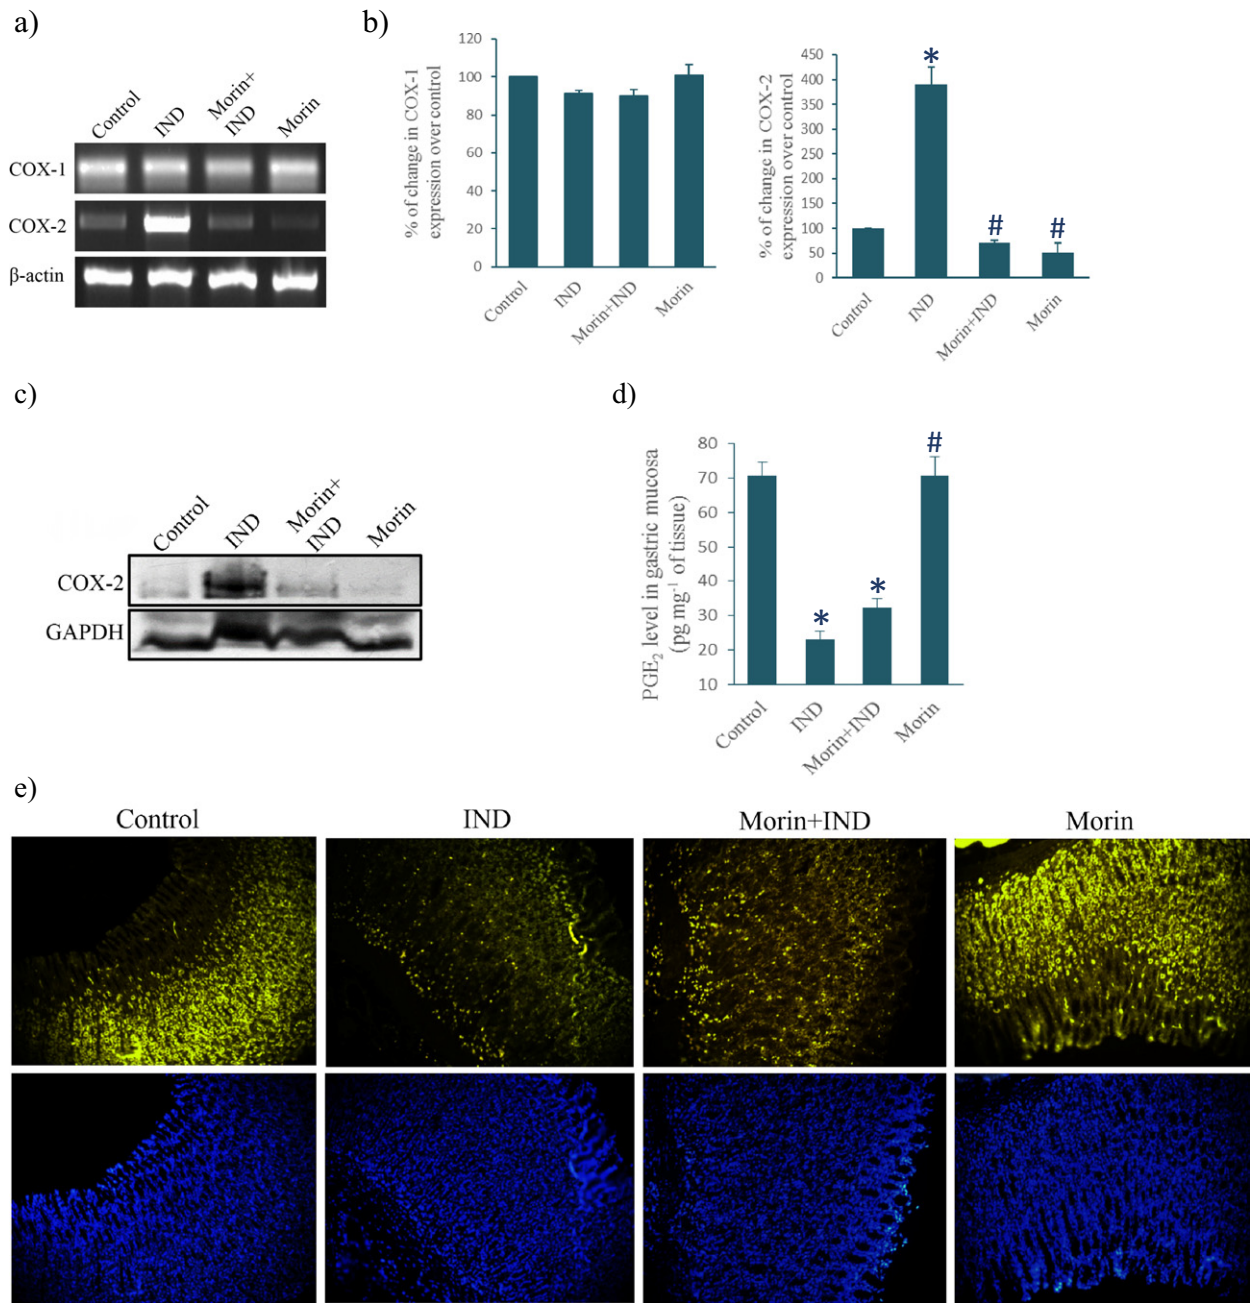 a)
Control
IND
Morin+
IND
Morin
COX-1
COX-2
β-actin
b)
% of change in COX-1
expression over control
120
100
80
60
40
20
0
Control
IND
Morin+IND
Morin
% of change in COX-2
expression over control
450
400
350
300
250
200
150
100
50
0
*
#
#
Control
IND
Morin+IND
Morin
c)
Control
IND
Morin+
IND
Morin
COX-2
GAPDH
d)
PGE₂ level in gastric mucosa
(pg mg⁻¹ of tissue)
80
70
60
50
40
30
20
10
*
*
#
Control
IND
Morin+IND
Morin
e)
Control
IND
Morin+IND
Morin